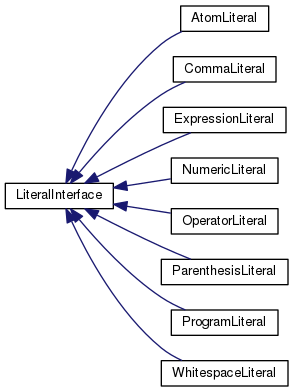 AtomLiteral
CommaLiteral
ExpressionLiteral
NumericLiteral
LiteralInterface
OperatorLiteral
ParenthesisLiteral
ProgramLiteral
WhitespaceLiteral